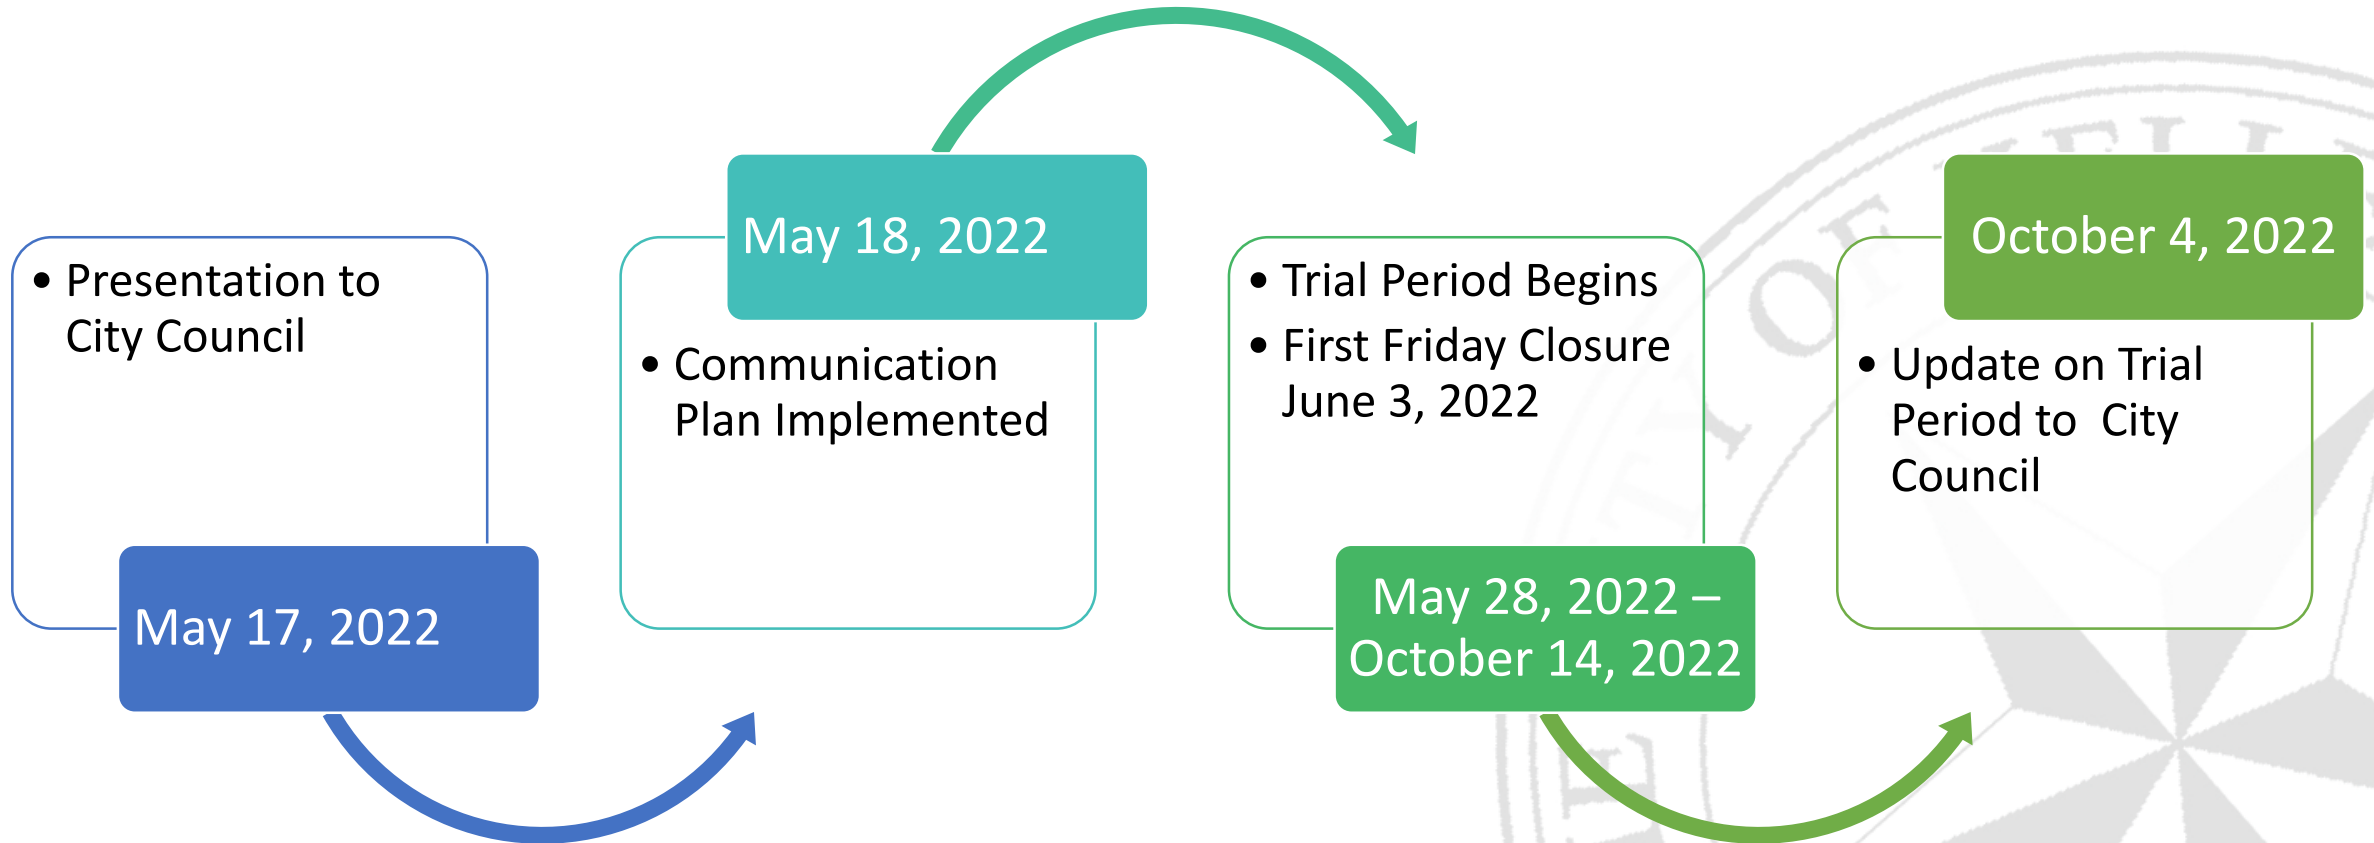 • Presentation to
City Council
May 17, 2022
May 18, 2022
• Communication
Plan Implemented
• Trial Period Begins
• First Friday Closure
June 3, 2022
May 28, 2022 –
October 14, 2022
October 4, 2022
• Update on Trial
Period to  City
Council